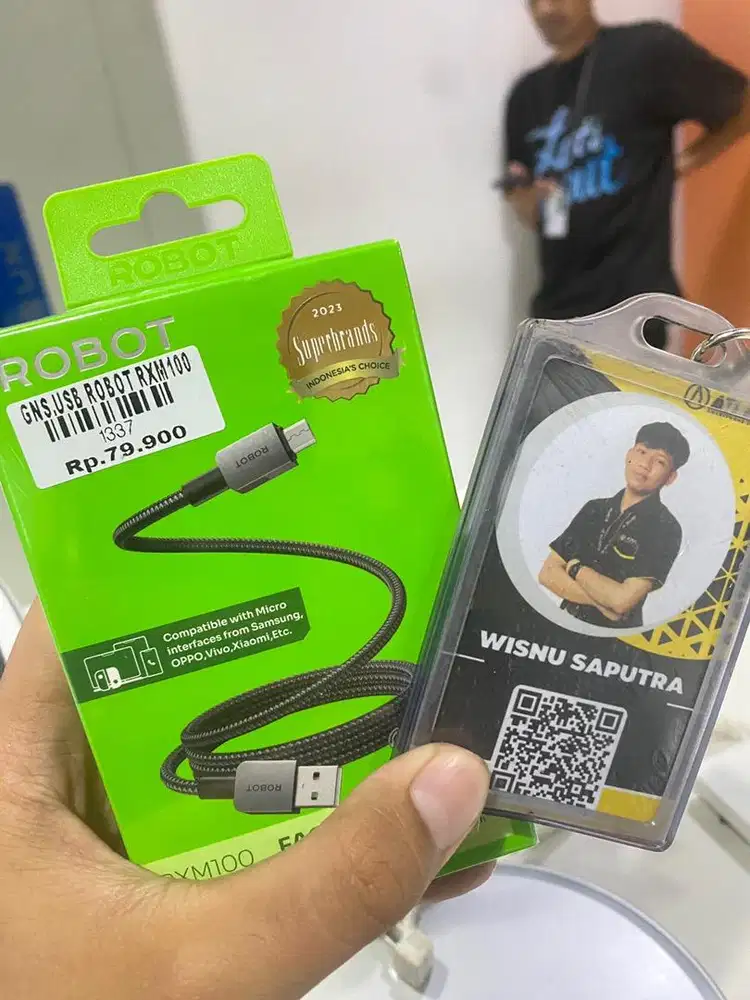 ROBOT
ROBOT
2023
Superbrands
INDONESIA'S CHOICE
GNS,USB ROBOT RXM100
1337
Rp.79.900
ROBOT
Compatible with Micro
interfaces from Samsung,
OPPO,Vivo,Xiaomi,Etc.
ROBOT
RXM100
Let's
WISNU SAPUTRA